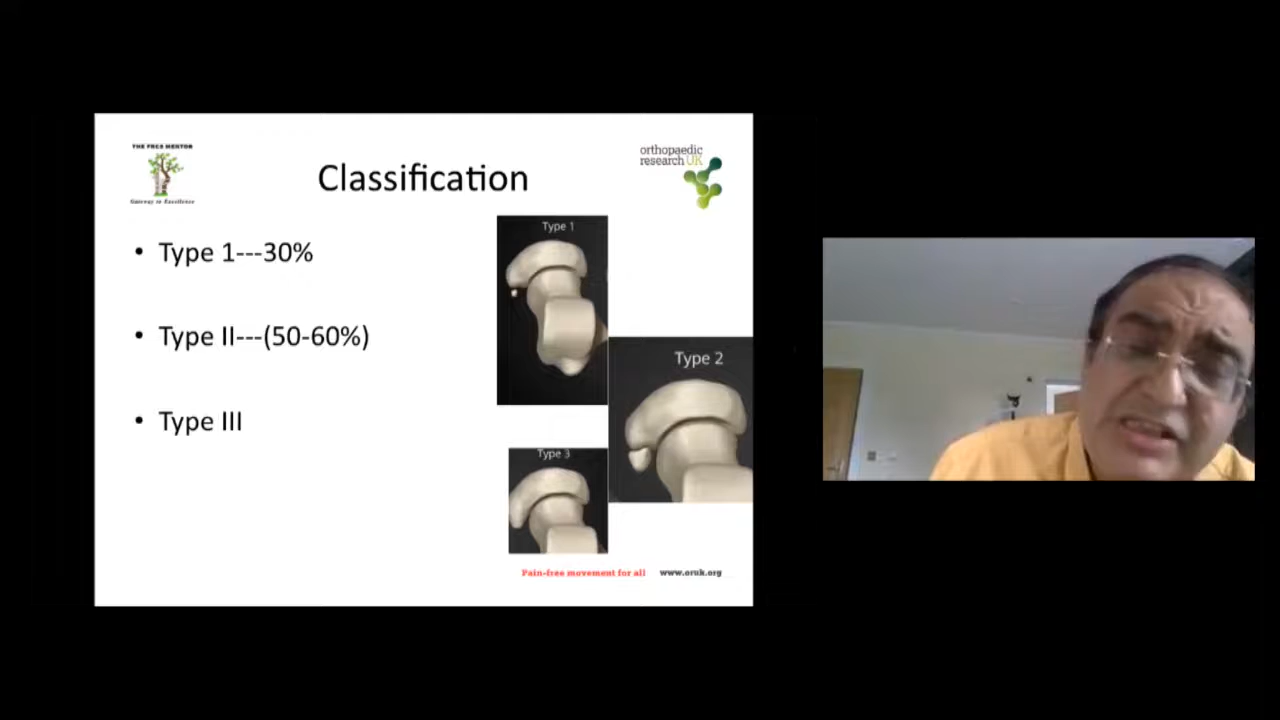 THE FRCS MENTOR
Gateway to Excellence
orthopaedic
research UK
Classification
• Type 1---30%
• Type II---(50-60%)
• Type III
Type 1
Type 2
Type 3
Pain-free movement for all www.oruk.org